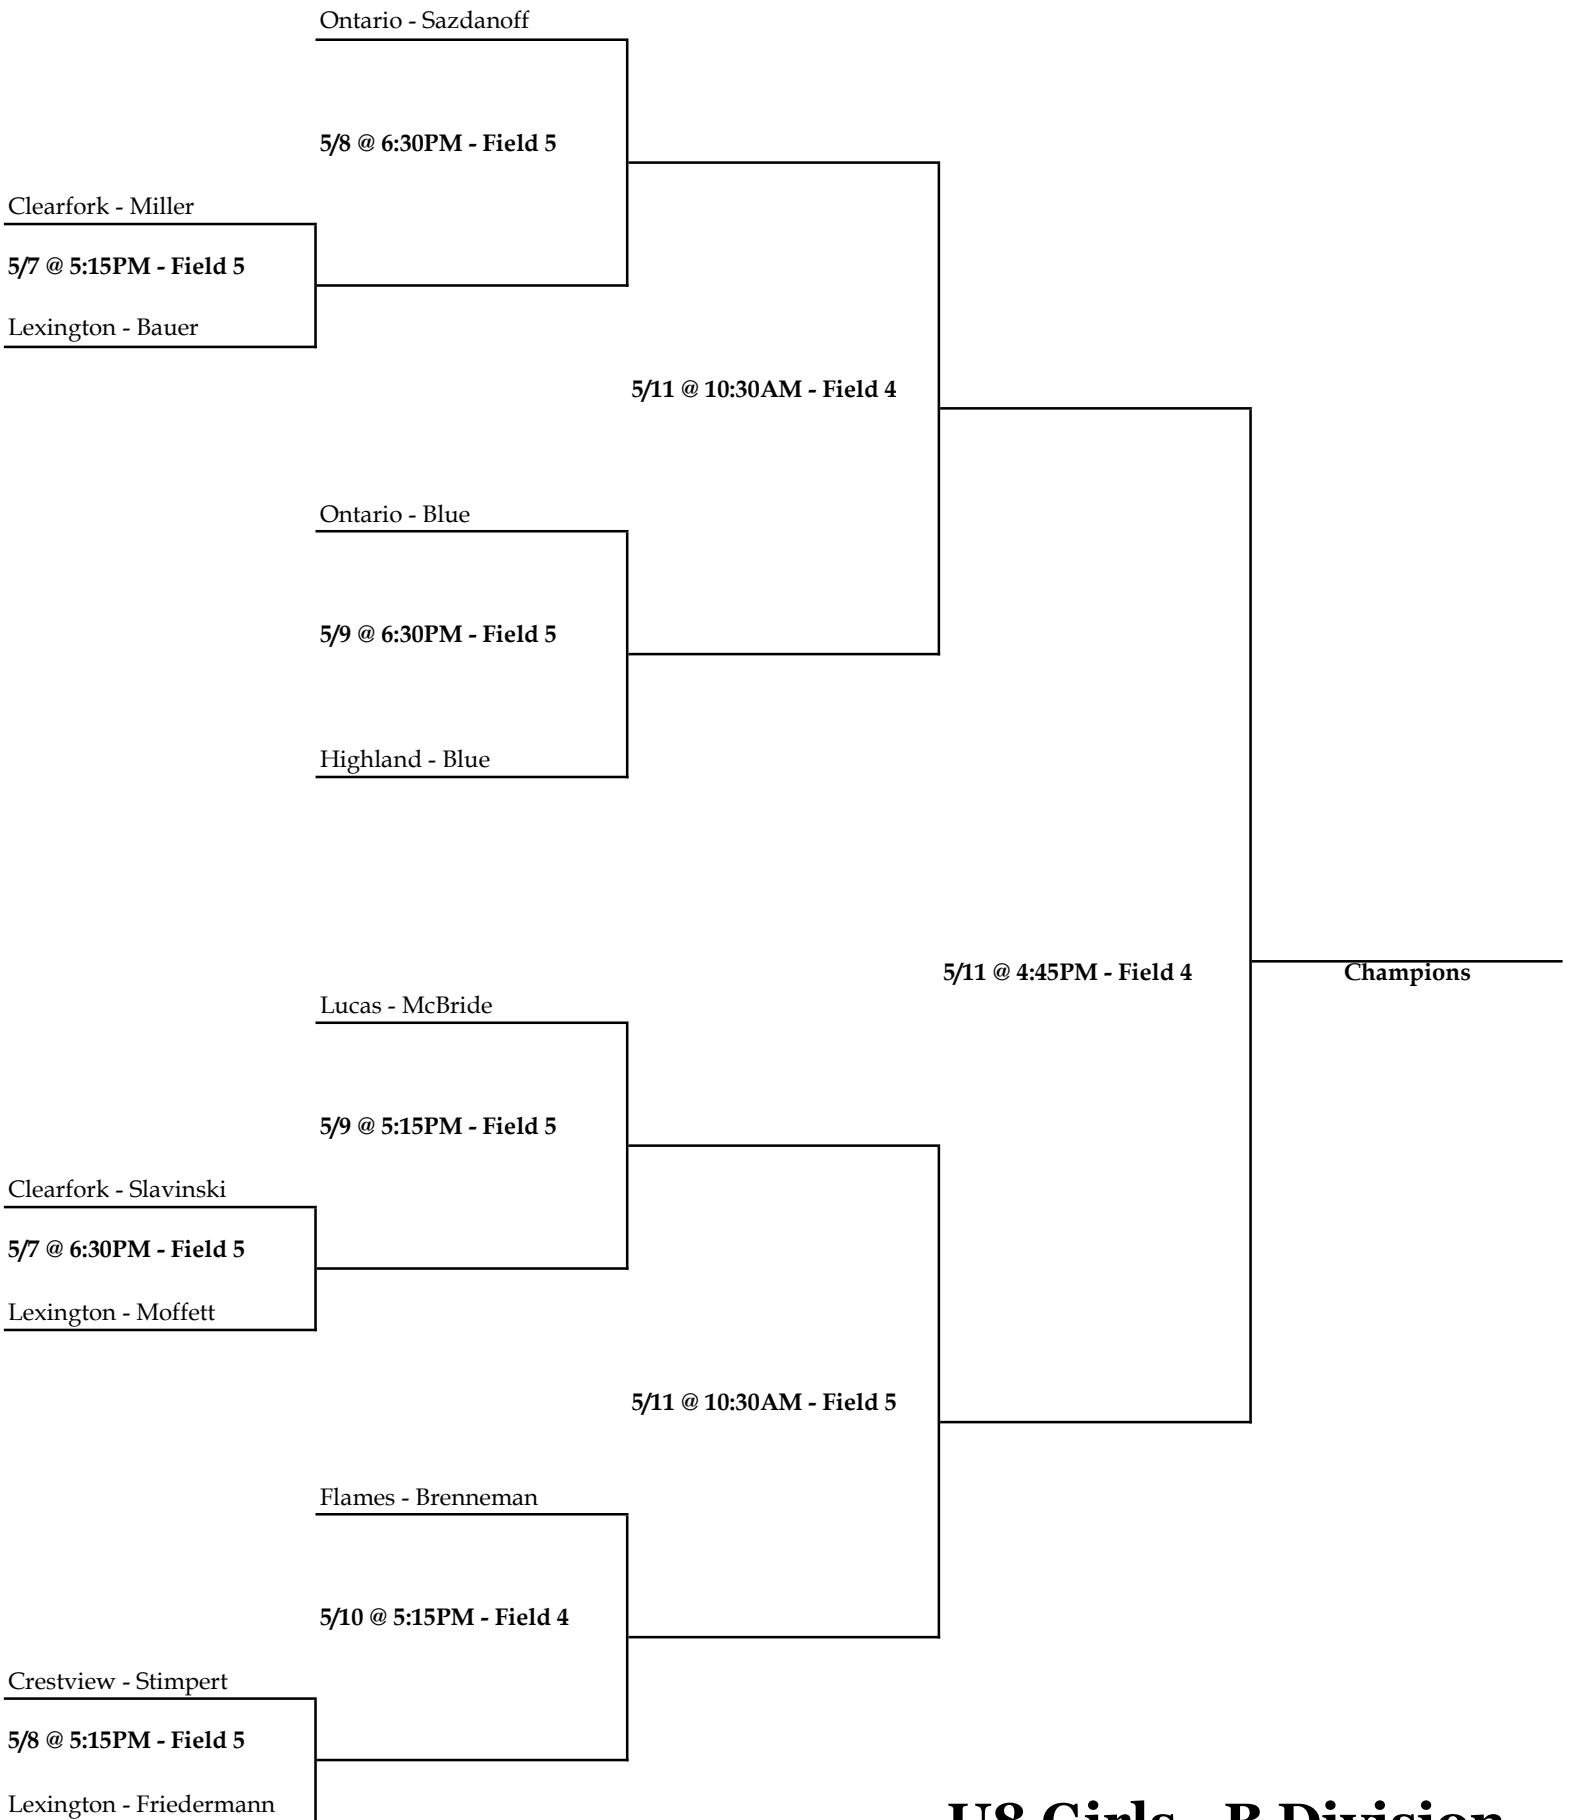 Ontario - Sazdanoff
5/8 @ 6:30PM - Field 5
Clearfork - Miller
5/7 @ 5:15PM - Field 5
Lexington - Bauer
5/11 @ 10:30AM - Field 4
Ontario - Blue
5/9 @ 6:30PM - Field 5
Highland - Blue
5/11 @ 4:45PM - Field 4
Champions
Lucas - McBride
5/9 @ 5:15PM - Field 5
Clearfork - Slavinski
5/7 @ 6:30PM - Field 5
Lexington - Moffett
5/11 @ 10:30AM - Field 5
Flames - Brenneman
5/10 @ 5:15PM - Field 4
Crestview - Stimpert
5/8 @ 5:15PM - Field 5
Lexington - Friedermann
U8 Girls - B Division